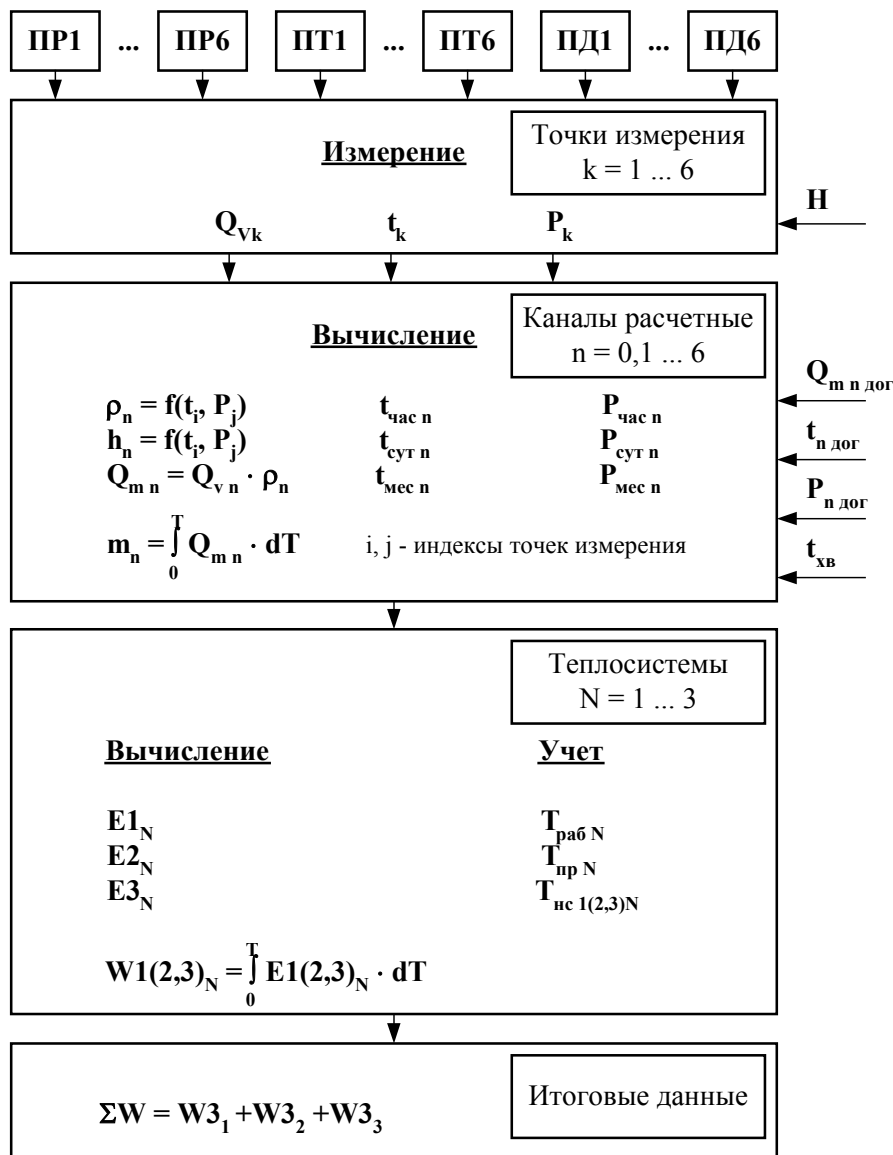 ПР1 ... ПР6 ПТ1 ... ПТ6 ПД1 ... ПД6
Измерение
Точки измерения
k = 1 ... 6
H
Q_Vk t_k P_k
Вычисление
Каналы расчетные
n = 0,1 ... 6
Q_m n дог
ρ_n = f(t_i, P_j) t_час n P_час n
t_n дог
h_n = f(t_i, P_j) t_сут n P_сут n
Q_m n = Q_v n · ρ_n t_мес n P_мес n
P_n дог
m_n = ∫_0^T Q_m n · dT i, j - индексы точек измерения
t_хв
Теплосистемы
N = 1 ... 3
Вычисление Учет
E1_N T_раб N
E2_N T_пр N
E3_N T_нс 1(2,3)N
W1(2,3)_N = ∫_0^T E1(2,3)_N · dT
Итоговые данные
ΣW = W3_1 +W3_2 +W3_3